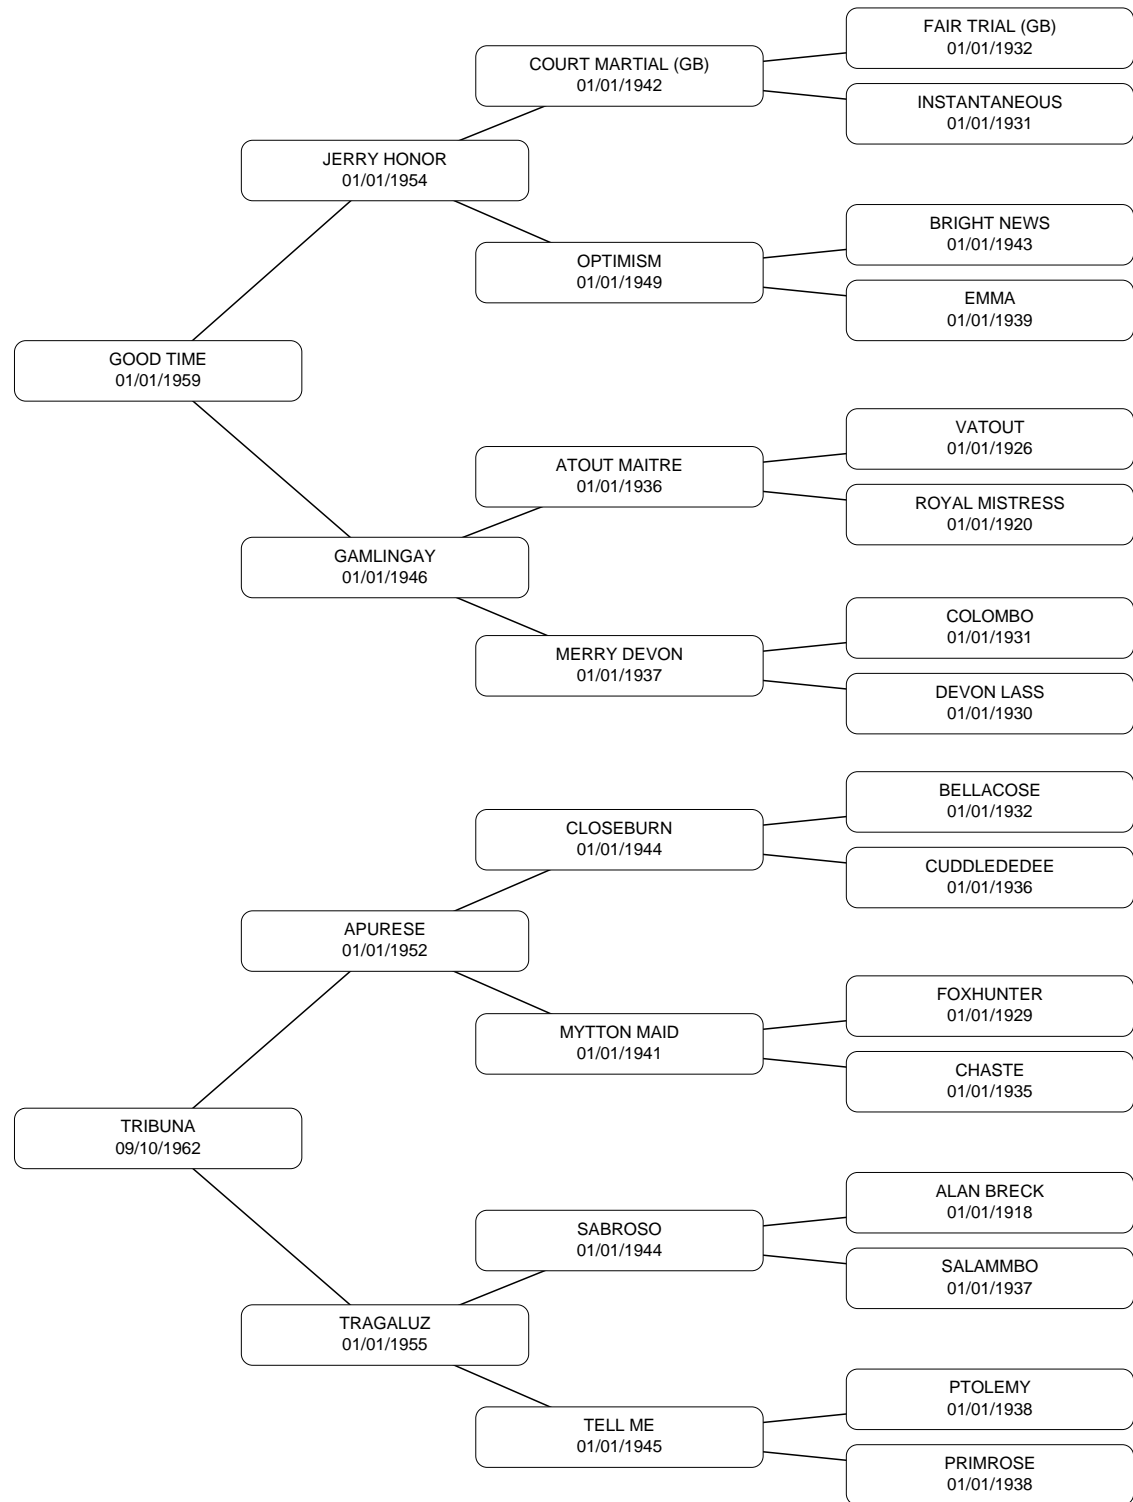 FAIR TRIAL (GB)
01/01/1932
COURT MARTIAL (GB)
01/01/1942
INSTANTANEOUS
01/01/1931
JERRY HONOR
01/01/1954
BRIGHT NEWS
01/01/1943
OPTIMISM
01/01/1949
EMMA
01/01/1939
GOOD TIME
01/01/1959
VATOUT
01/01/1926
ATOUT MAITRE
01/01/1936
ROYAL MISTRESS
01/01/1920
GAMLINGAY
01/01/1946
COLOMBO
01/01/1931
MERRY DEVON
01/01/1937
DEVON LASS
01/01/1930
BELLACOSE
01/01/1932
CLOSEBURN
01/01/1944
CUDDLEDEDEE
01/01/1936
APURESE
01/01/1952
FOXHUNTER
01/01/1929
MYTTON MAID
01/01/1941
CHASTE
01/01/1935
TRIBUNA
09/10/1962
ALAN BRECK
01/01/1918
SABROSO
01/01/1944
SALAMMBO
01/01/1937
TRAGALUZ
01/01/1955
PTOLEMY
01/01/1938
TELL ME
01/01/1945
PRIMROSE
01/01/1938